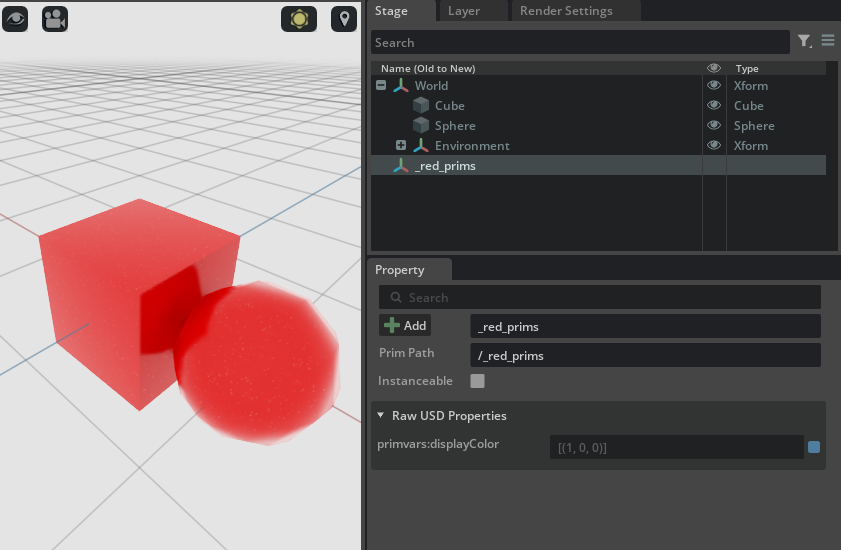 Stage Layer Render Settings
Search
Name (Old to New) Type
World Xform
Cube Cube
Sphere Sphere
Environment Xform
_red_prims
Property
Search
Add _red_prims
Prim Path /_red_prims
Instanceable
Raw USD Properties
primvars:displayColor [(1, 0, 0)]